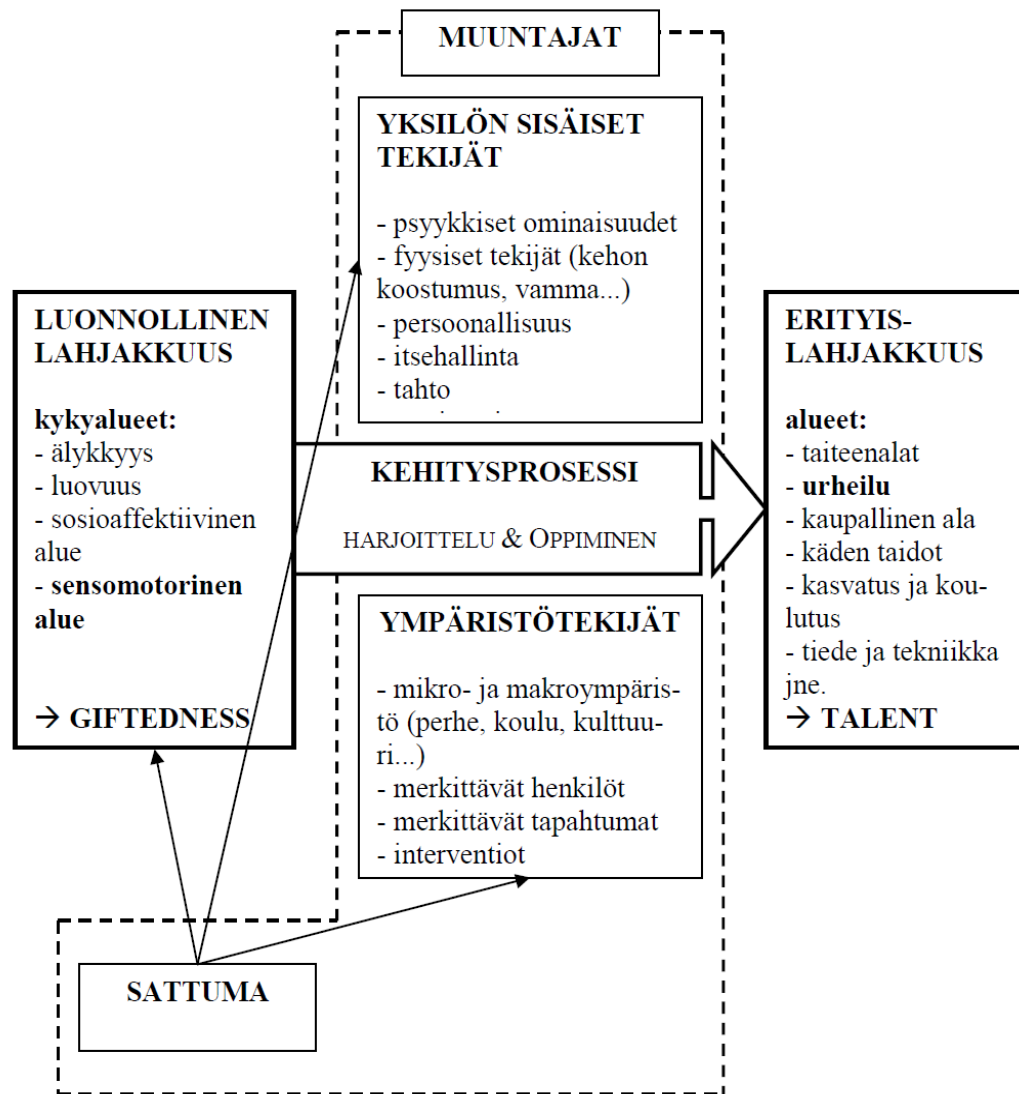 MUUNTAJAT
YKSILÖN SISÄISET
TEKIJÄT
- psyykkiset ominaisuudet
- fyysiset tekijät (kehon
koostumus, vamma...)
- persoonallisuus
- itsehallinta
- tahto
LUONNOLLINEN
LAHJAKKUUS
kykyalueet:
- älykkyys
- luovuus
- sosioaffektiivinen
alue
- sensomotorinen
alue
→ GIFTEDNESS
KEHITYSPROSESSI
HARJOITTELU & OPPIMINEN
YMPÄRISTÖTEKIJÄT
- mikro- ja makroympäris-
tö (perhe, koulu, kulttuu-
ri...)
- merkittävät henkilöt
- merkittävät tapahtumat
- interventiot
ERITYIS-
LAHJAKKUUS
alueet:
- taiteenalat
- urheilu
- kaupallinen ala
- käden taidot
- kasvatus ja kou-
lutus
- tiede ja tekniikka
jne.
→ TALENT
SATTUMA